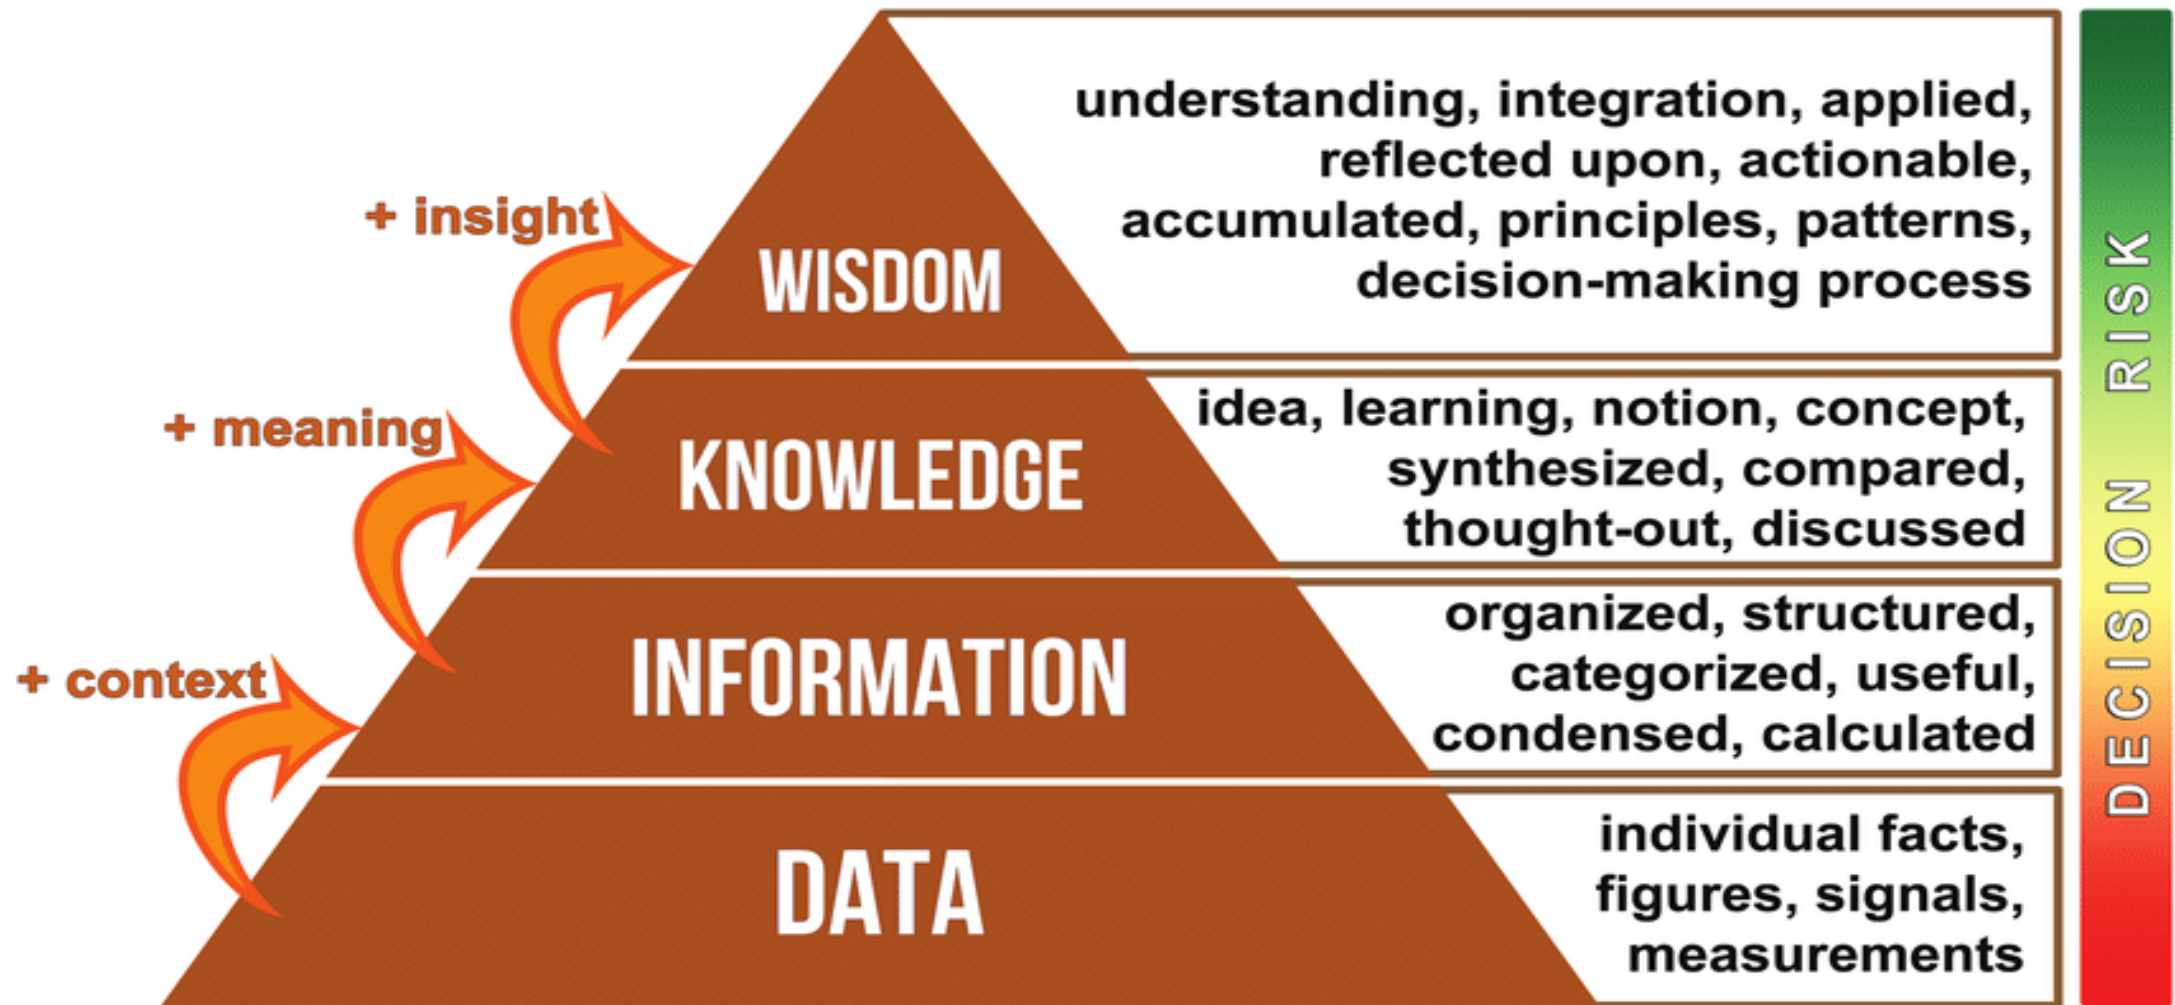 understanding, integration, applied,
reflected upon, actionable,
accumulated, principles, patterns,
decision-making process
+ insight
WISDOM
idea, learning, notion, concept,
synthesized, compared,
thought-out, discussed
+ meaning
KNOWLEDGE
organized, structured,
categorized, useful,
condensed, calculated
+ context
INFORMATION
individual facts,
figures, signals,
measurements
DATA
DECISION RISK